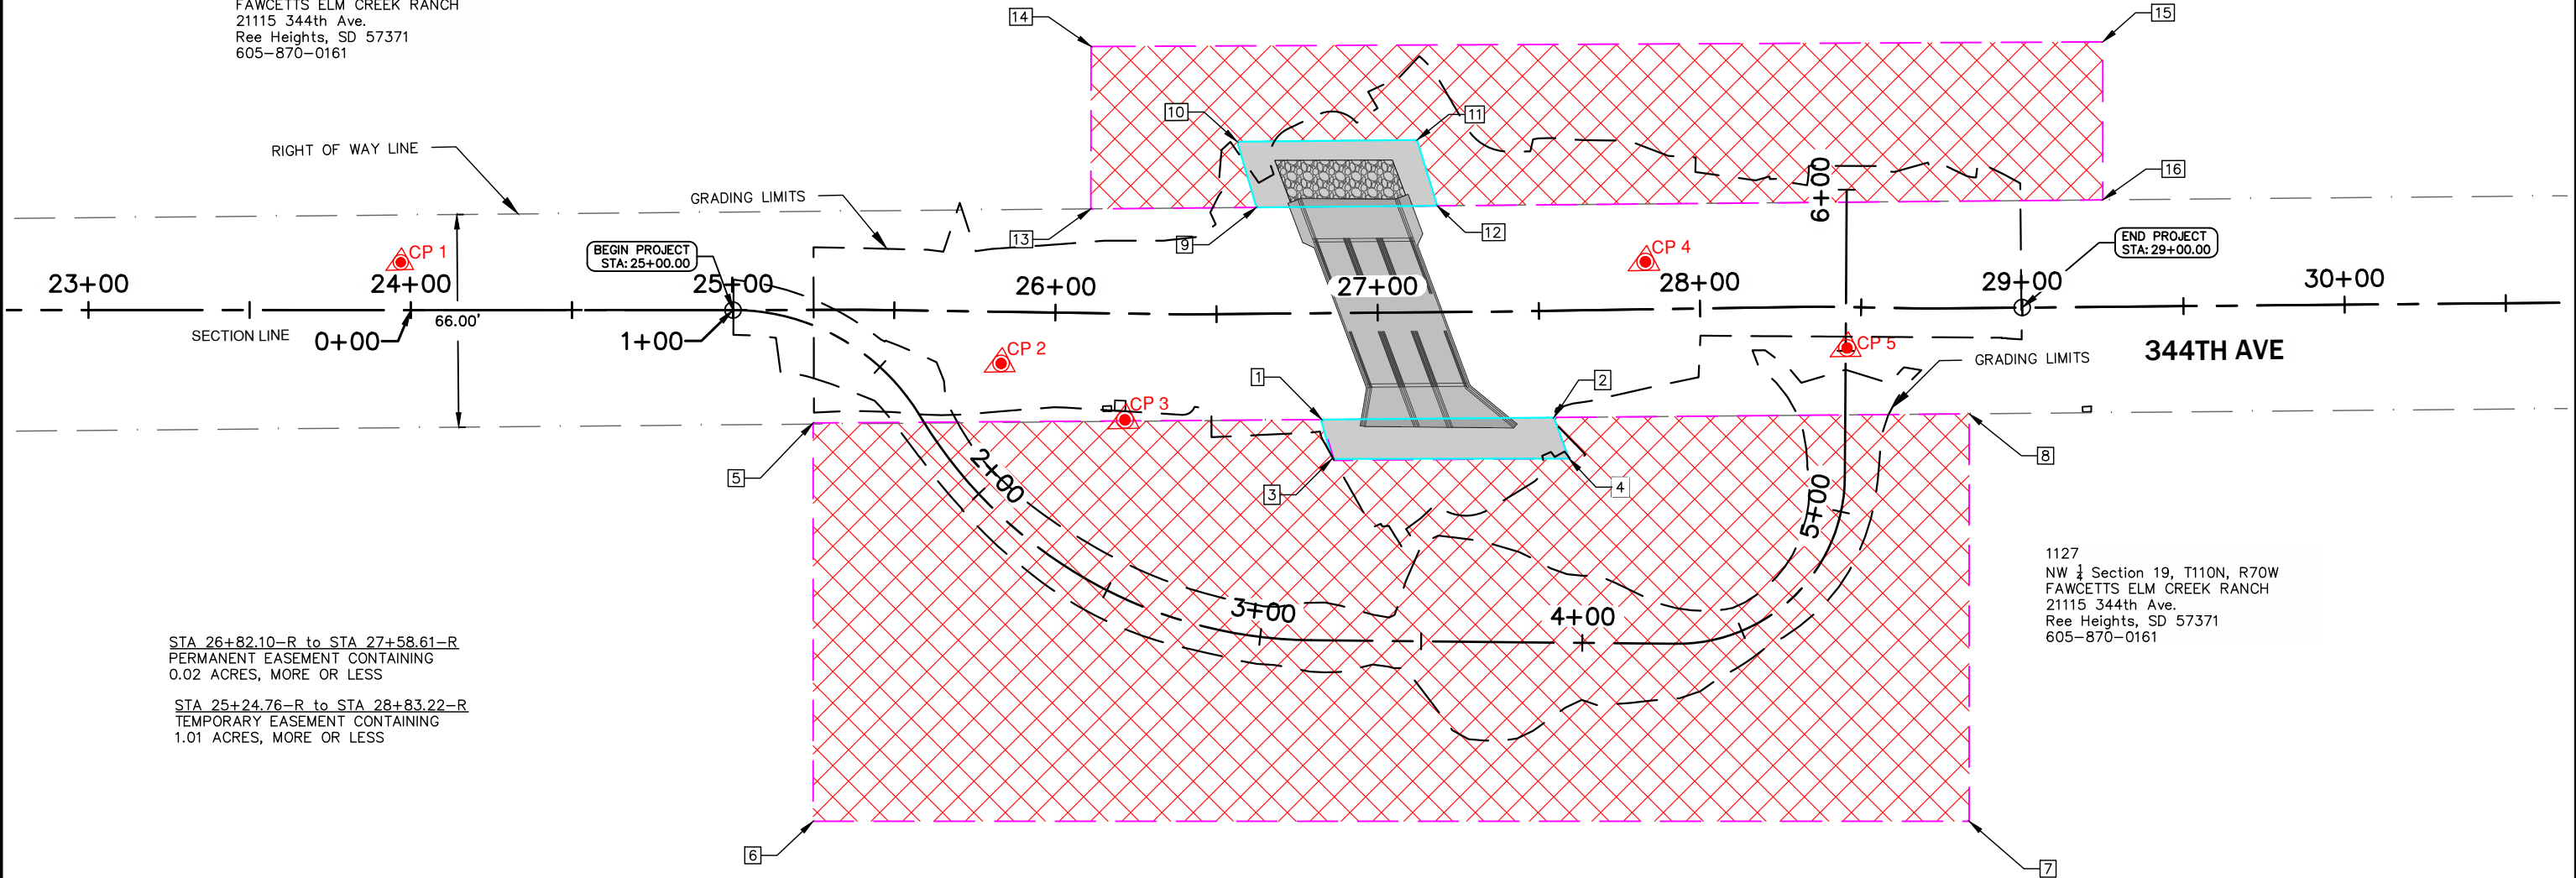 FAWCETTS ELM CREEK RANCH
21115 344th Ave.
Ree Heights, SD 57371
605-870-0161
14
15
10
11
RIGHT OF WAY LINE
GRADING LIMITS
16
13
9
12
6+00
CP 1
BEGIN PROJECT
STA: 25+00.00
CP 4
END PROJECT
STA: 29+00.00
23+00
24+00
25+00
26+00
27+00
28+00
29+00
30+00
66.00'
SECTION LINE
0+00
1+00
CP 2
CP 5
344TH AVE
GRADING LIMITS
1
2
CP 3
5
2+00
3
4
8
5+00
1127
NW 1/4 Section 19, T110N, R70W
FAWCETTS ELM CREEK RANCH
21115 344th Ave.
Ree Heights, SD 57371
605-870-0161
3+00
4+00
STA 26+82.10-R to STA 27+58.61-R
PERMANENT EASEMENT CONTAINING
0.02 ACRES, MORE OR LESS
STA 25+24.76-R to STA 28+83.22-R
TEMPORARY EASEMENT CONTAINING
1.01 ACRES, MORE OR LESS
6
7